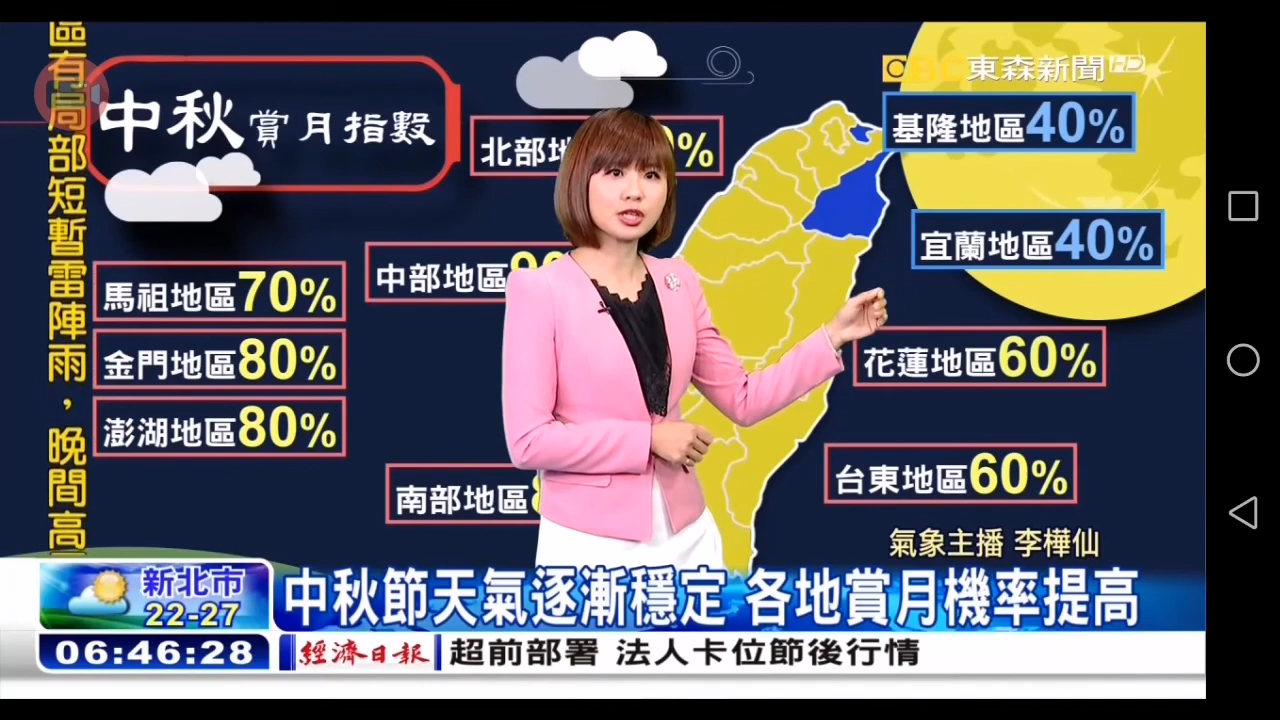 區有局部短暫雷陣雨，晚間高
中秋賞月指數
EBC東森新聞HD
北部地 0%
基隆地區40%
宜蘭地區40%
中部地區
馬祖地區70%
金門地區80%
澎湖地區80%
花蓮地區60%
南部地區
台東地區60%
氣象主播 李樺仙
新北市
22-27
中秋節天氣逐漸穩定 各地賞月機率提高
06:46:28
經濟日報
超前部署 法人卡位節後行情